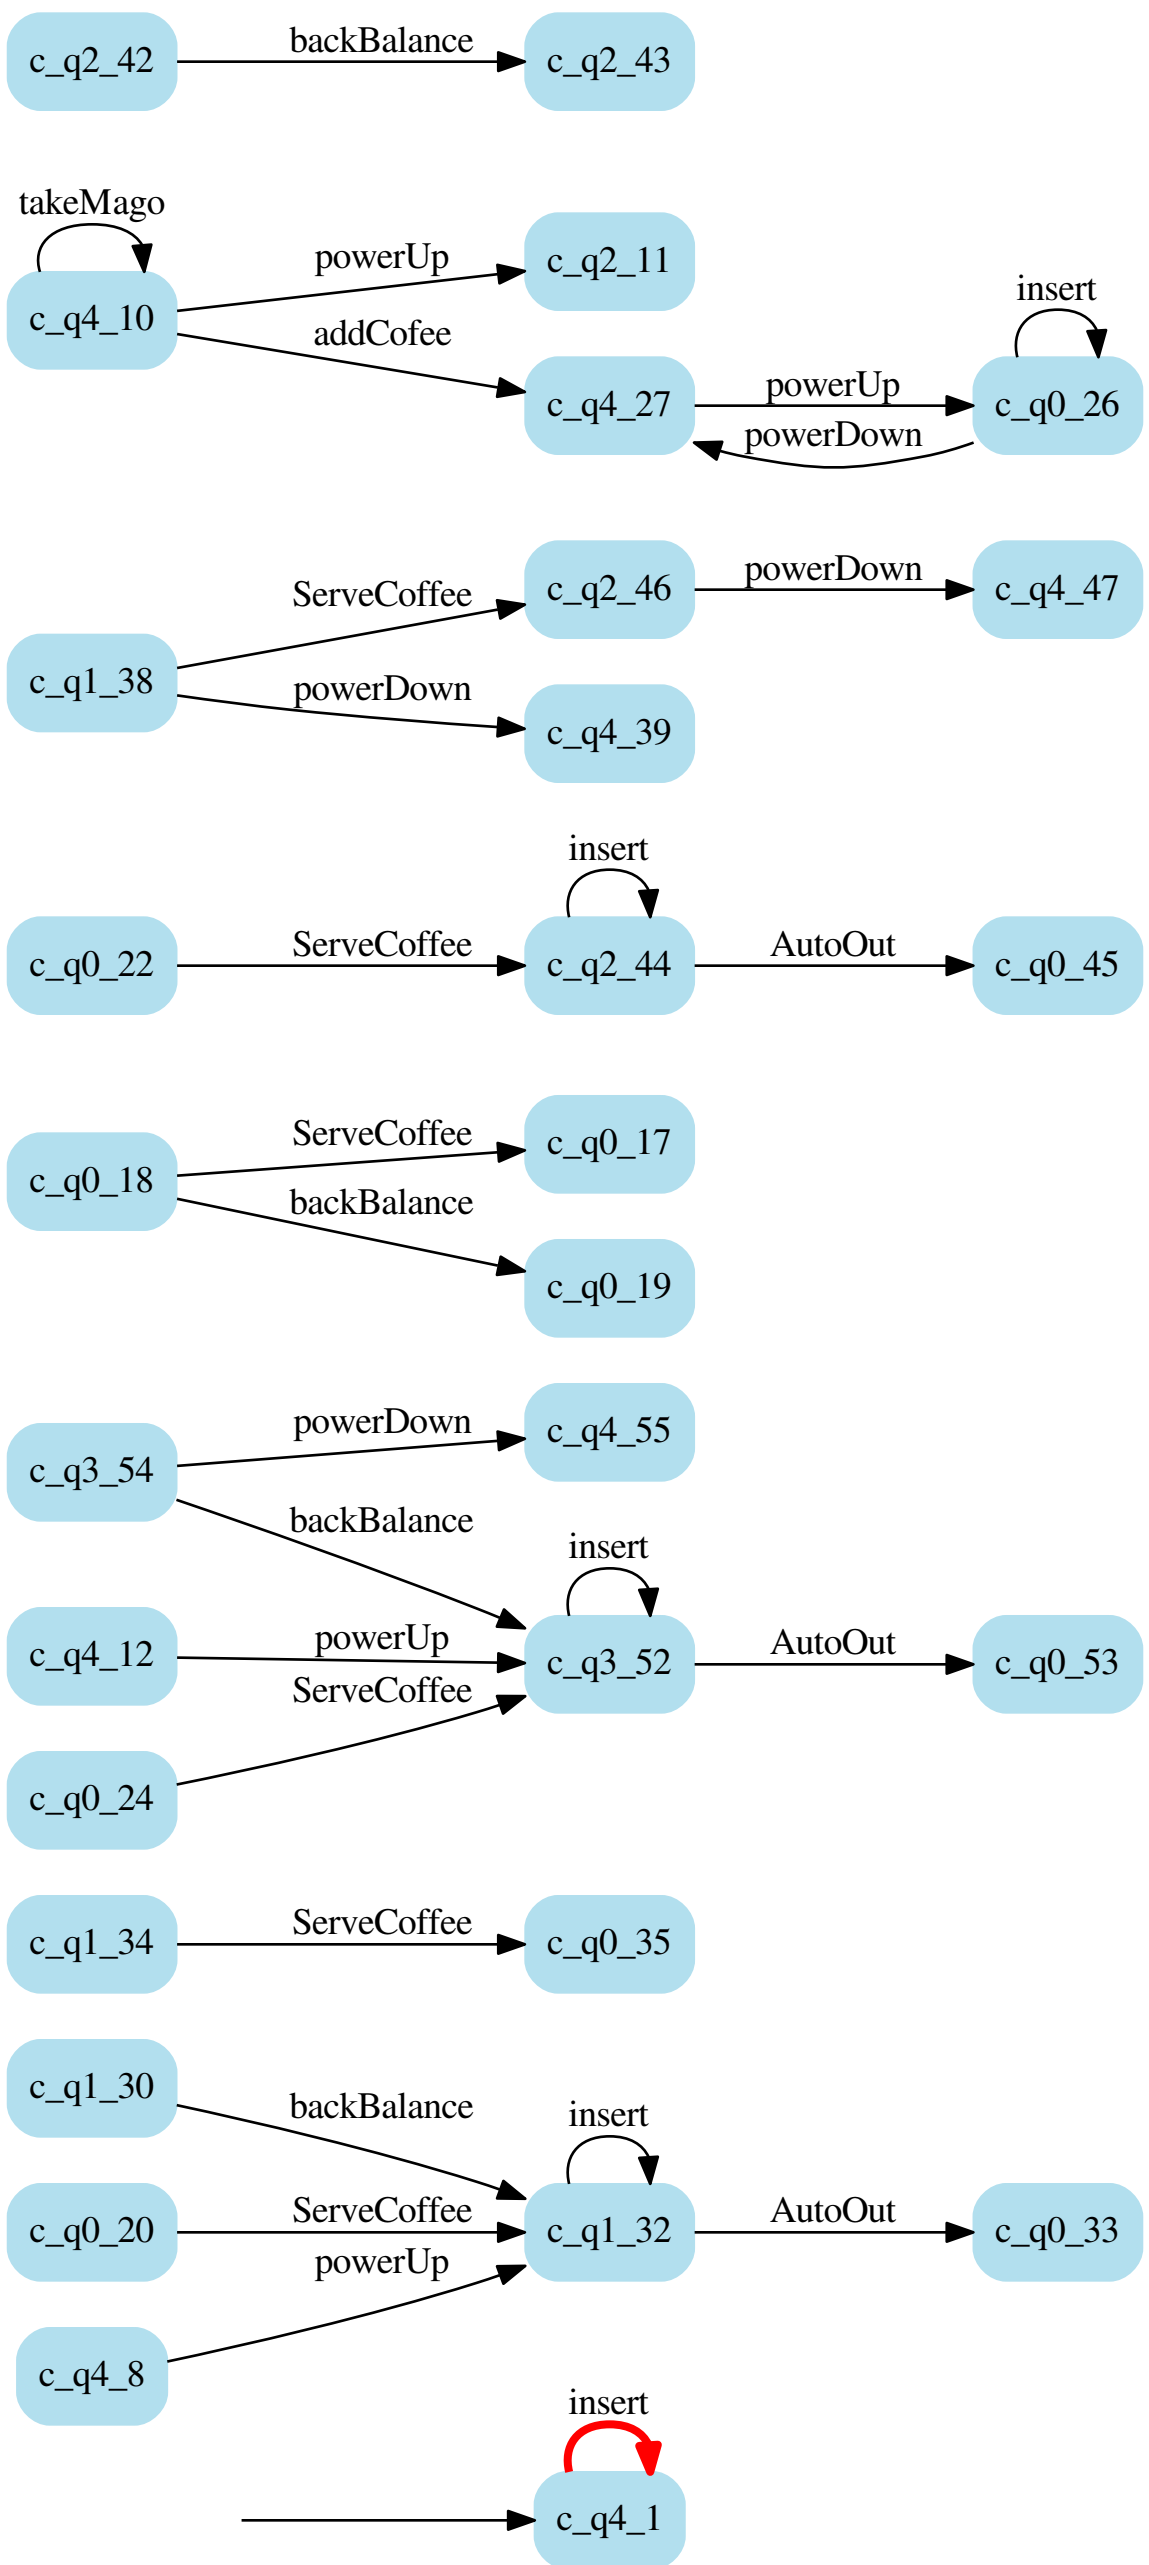 c_q2_42 backBalance c_q2_43
takeMago
c_q4_10 powerUp c_q2_11
addCofee c_q4_27 powerUp insert c_q0_26
powerDown
c_q1_38 ServeCoffee c_q2_46 powerDown c_q4_47
powerDown c_q4_39
insert
c_q0_22 ServeCoffee c_q2_44 AutoOut c_q0_45
c_q0_18 ServeCoffee c_q0_17
backBalance c_q0_19
c_q3_54 powerDown c_q4_55
backBalance insert
c_q4_12 powerUp c_q3_52 AutoOut c_q0_53
ServeCoffee
c_q0_24
c_q1_34 ServeCoffee c_q0_35
c_q1_30 backBalance insert
c_q0_20 ServeCoffee c_q1_32 AutoOut c_q0_33
powerUp
c_q4_8
insert
c_q4_1